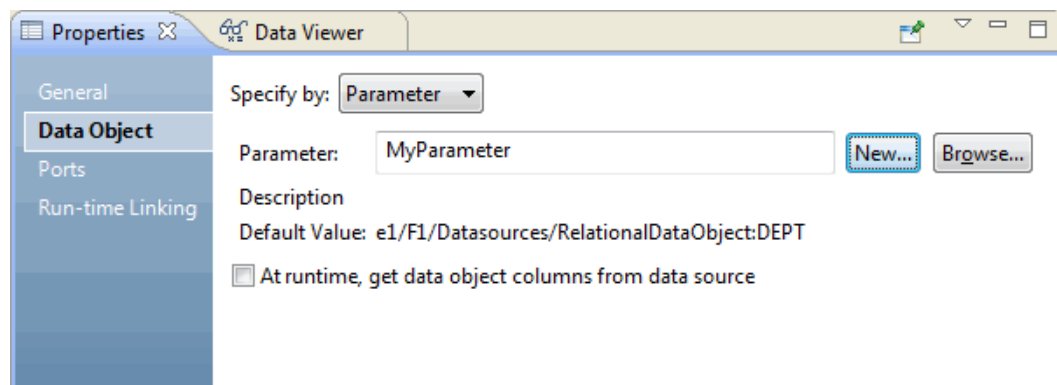 Properties Data Viewer
General
Data Object
Ports
Run-time Linking
Specify by: Parameter
Parameter: MyParameter New... Browse...
Description
Default Value: e1/F1/Datasources/RelationalDataObject:DEPT
At runtime, get data object columns from data source